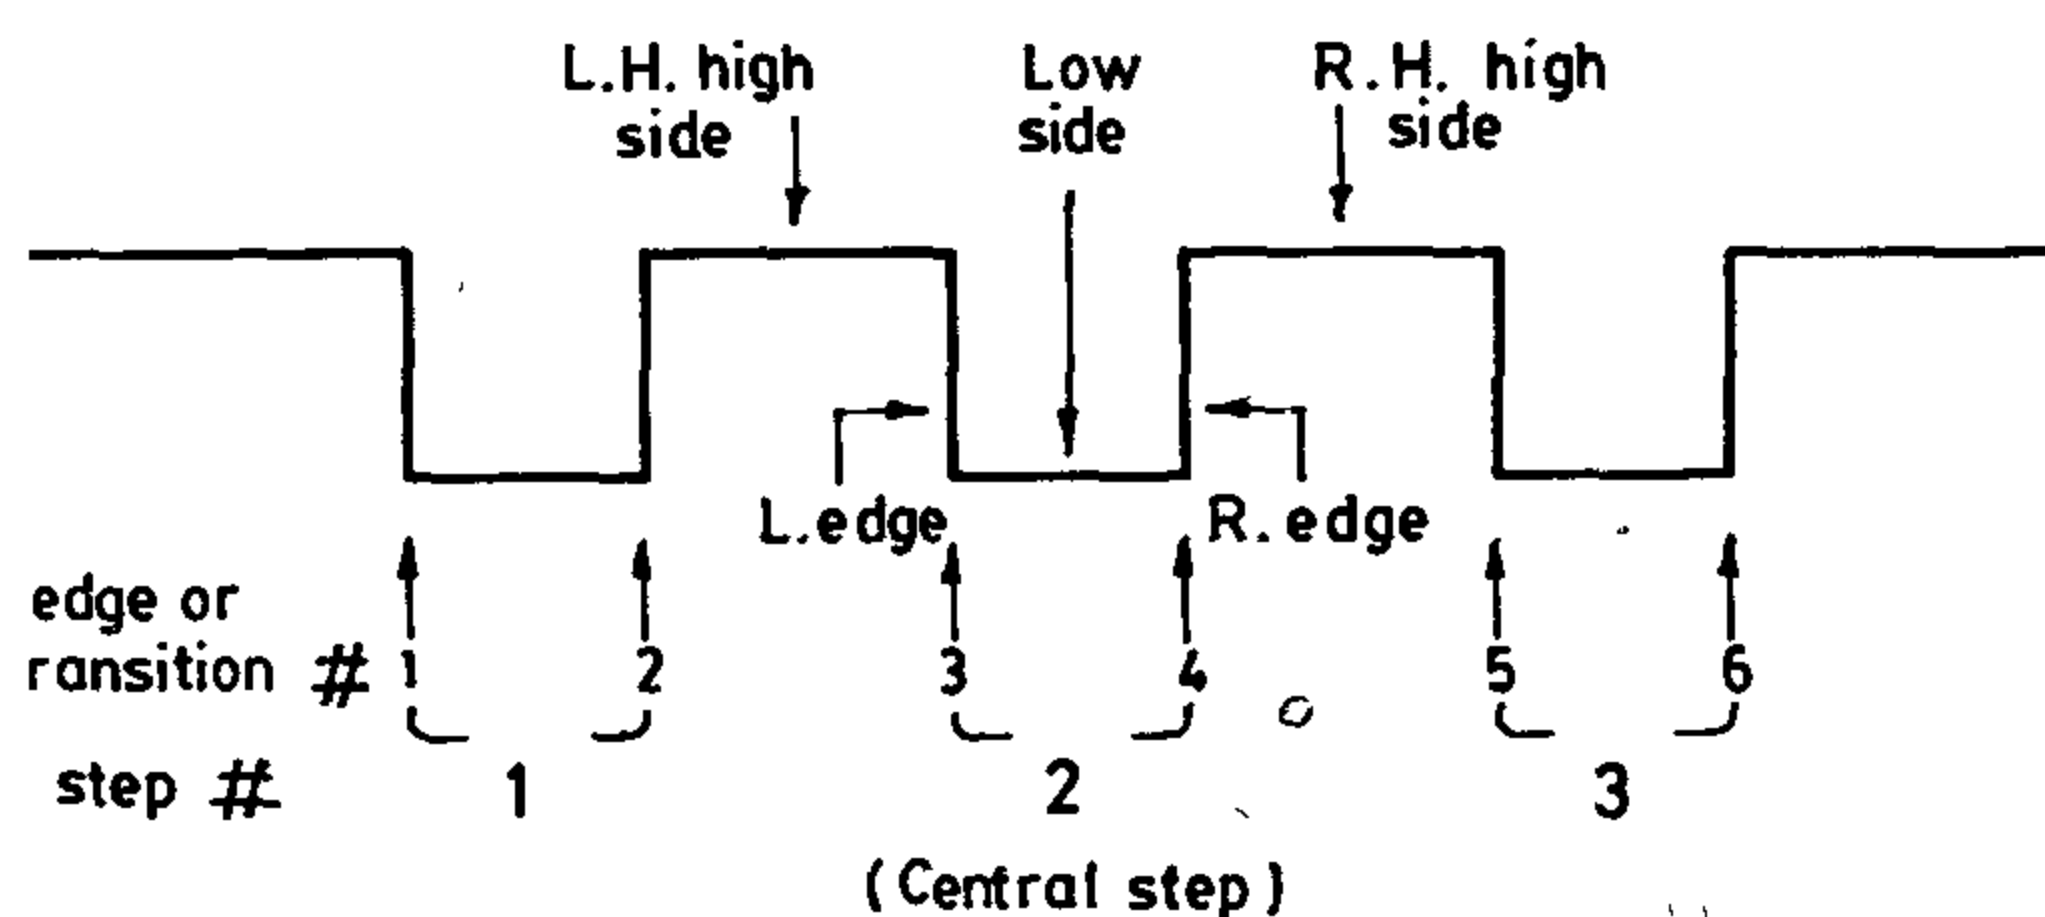 L.H. high side
Low side
R.H. high side
L.edge
R.edge
edge or
ransition # 1 2 3 4 5 6
step # 1 2 3
(Central step)